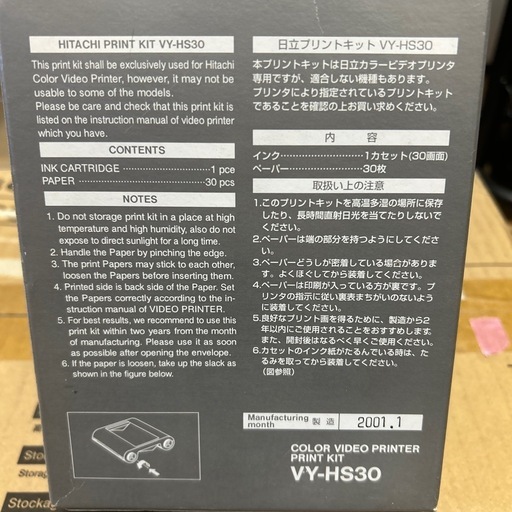 HITACHI PRINT KIT VY-HS30
This print kit shall be exclusively used for Hitachi
Color Video Printer, however, it may not be
usable to some of the models.
Please be care and check that this print kit is
listed on the instruction manual of video printer
which you have.
CONTENTS
INK CARTRIDGE ............................ 1 pce
PAPER ............................................ 30 pcs
NOTES
1. Do not storage print kit in a place at high
temperature and high humidity, also do not
expose to direct sunlight for a long time.
2. Handle the Paper by pinching the edge.
3. The print Papers may stick to each other,
loosen the Papers before inserting them.
4. Printed side is back side of the Paper. Set
the Papers correctly according to the in-
struction manual of VIDEO PRINTER.
5. For best results, we recommend to use this
print kit within two years from the month
of manufacturing. Please use it as soon
as possible after opening the envelope.
6. If the paper is loosen, take up the slack as
shown in the figure below.
日立プリントキット VY-HS30
本プリントキットは日立カラービデオプリンタ
専用ですが、適合しない機種もあります。
プリンタにより指定されているプリントキット
であることを確認の上お買い求めください。
内 容
インク…………………………1カセット(30画面)
ペーパー………………………30枚
取扱い上の注意
1.このプリントキットを高温多湿の場所に保存
したり、長時間直射日光を当てたりしないでく
ださい。
2.ペーパーは端の部分を持つようにしてくださ
い。
3.ペーパーどうしが密着している場合がありま
す。よくほぐしてから装着してください。
4.ペーパーは印刷が入っている方が裏です。プ
リンタの指示に従い裏表まちがいのないよう
に装着してください。
5.良好なプリント画を得るために、製造から2
年以内にご使用されることをおすすめします。
また、開封後はなるべく早くご使用ください。
6.カセットのインク紙がたるんでいる時は、た
るみを取ってから装着してください。
(図参照)
Manufacturing
month
製 造
2001.1
COLOR VIDEO PRINTER
PRINT KIT
VY-HS30
Stock
Storag
Stockag